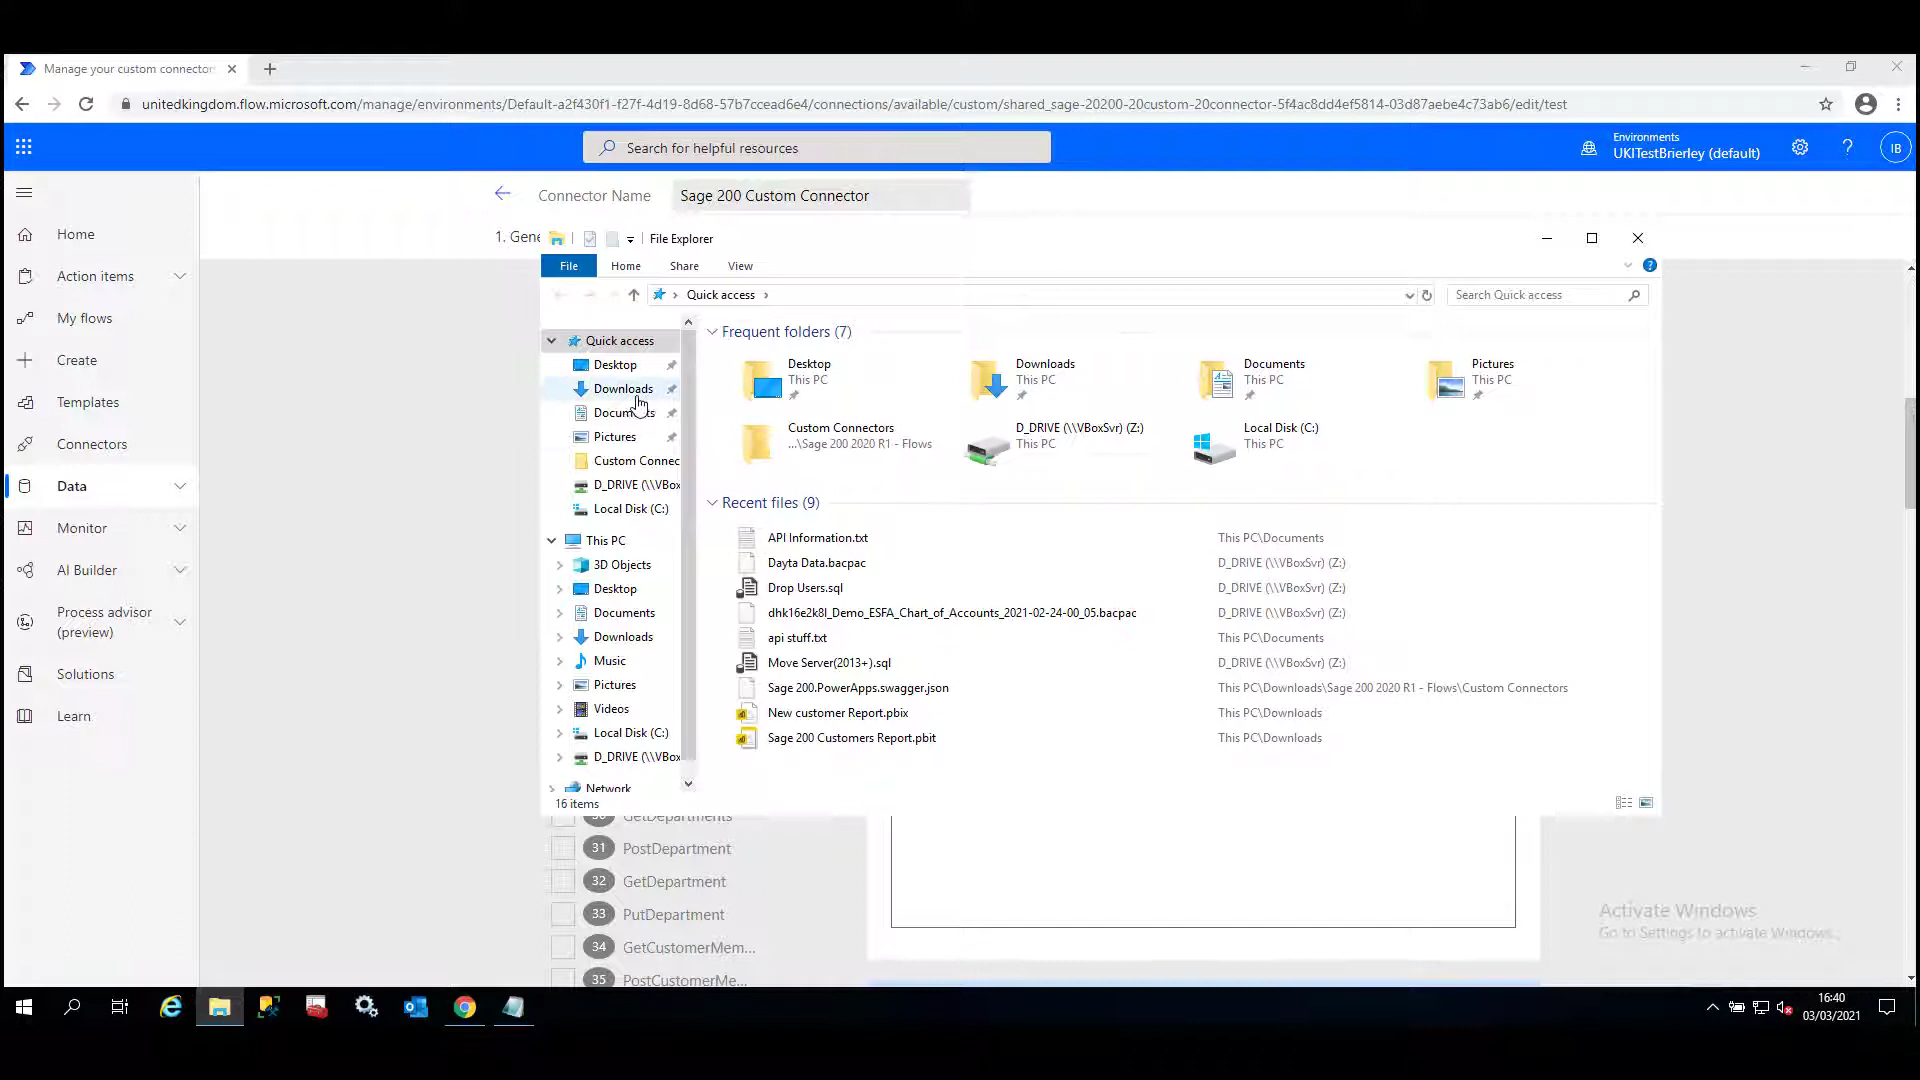 Manage your custom connector
unitedkingdom.flow.microsoft.com/manage/environments/Default-a2f430f1-f27f-4d19-8d68-57b7ccead6e4/connections/available/custom/shared_sage-20200-20custom-20connector-5f4ac8dd4ef5814-03d87aebe4c73ab6/edit/test
Search for helpful resources
Environments
UKITestBrierley (default)
IB
Connector Name
Sage 200 Custom Connector
1. Gene
Home
Action items
My flows
Create
Templates
Connectors
Data
Monitor
AI Builder
Process advisor
(preview)
Solutions
Learn
File Explorer
File
Home
Share
View
Quick access
Search Quick access
Quick access
Desktop
Downloads
Documents
Pictures
Custom Connec
D_DRIVE (\\VBox
Local Disk (C:)
This PC
3D Objects
Desktop
Documents
Downloads
Music
Pictures
Videos
Local Disk (C:)
D_DRIVE (\\VBox
Network
Frequent folders (7)
Desktop
This PC
Downloads
This PC
Documents
This PC
Pictures
This PC
Custom Connectors
...\Sage 200 2020 R1 - Flows
D_DRIVE (\\VBoxSvr) (Z:)
This PC
Local Disk (C:)
This PC
Recent files (9)
API Information.txt This PC\Documents
Dayta Data.bacpac D_DRIVE (\\VBoxSvr) (Z:)
Drop Users.sql D_DRIVE (\\VBoxSvr) (Z:)
dhk16e2k8l_Demo_ESFA_Chart_of_Accounts_2021-02-24-00_05.bacpac D_DRIVE (\\VBoxSvr) (Z:)
api stuff.txt This PC\Documents
Move Server(2013+).sql D_DRIVE (\\VBoxSvr) (Z:)
Sage 200.PowerApps.swagger.json This PC\Downloads\Sage 200 2020 R1 - Flows\Custom Connectors
New customer Report.pbix This PC\Downloads
Sage 200 Customers Report.pbit This PC\Downloads
16 items
30 GetDepartments
31 PostDepartment
32 GetDepartment
33 PutDepartment
34 GetCustomerMem...
35 PostCustomerMe...
Activate Windows
Go to Settings to activate Windows.
16:40
03/03/2021